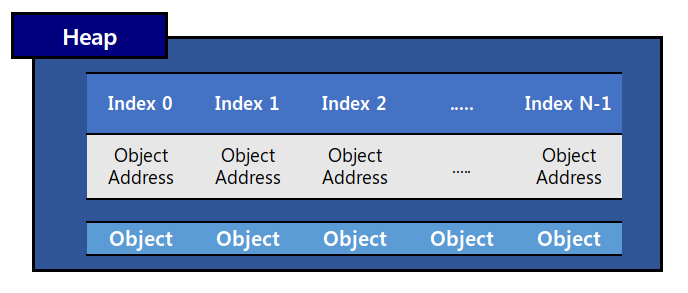 Heap
Index 0 Index 1 Index 2 ..... Index N-1
Object Object Object Object
Address Address Address ..... Address
Object Object Object Object Object